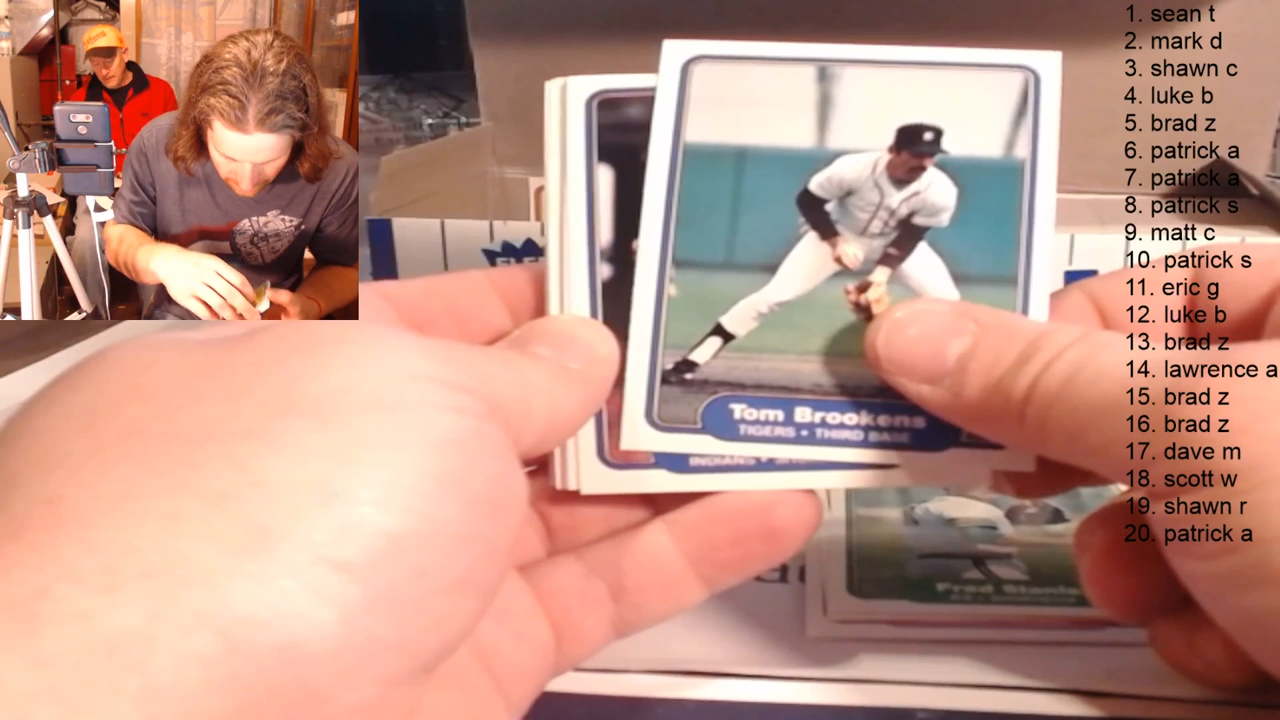 1. sean t
2. mark d
3. shawn c
4. luke b
5. brad z
6. patrick a
7. patrick a
8. patrick s
9. matt c
10. patrick s
11. eric g
12. luke b
13. brad z
14. lawrence a
15. brad z
16. brad z
17. dave m
18. scott w
19. shawn r
20. patrick a
Tom Brookens
TIGERS • THIRD BASE
INDIANS •
Fred